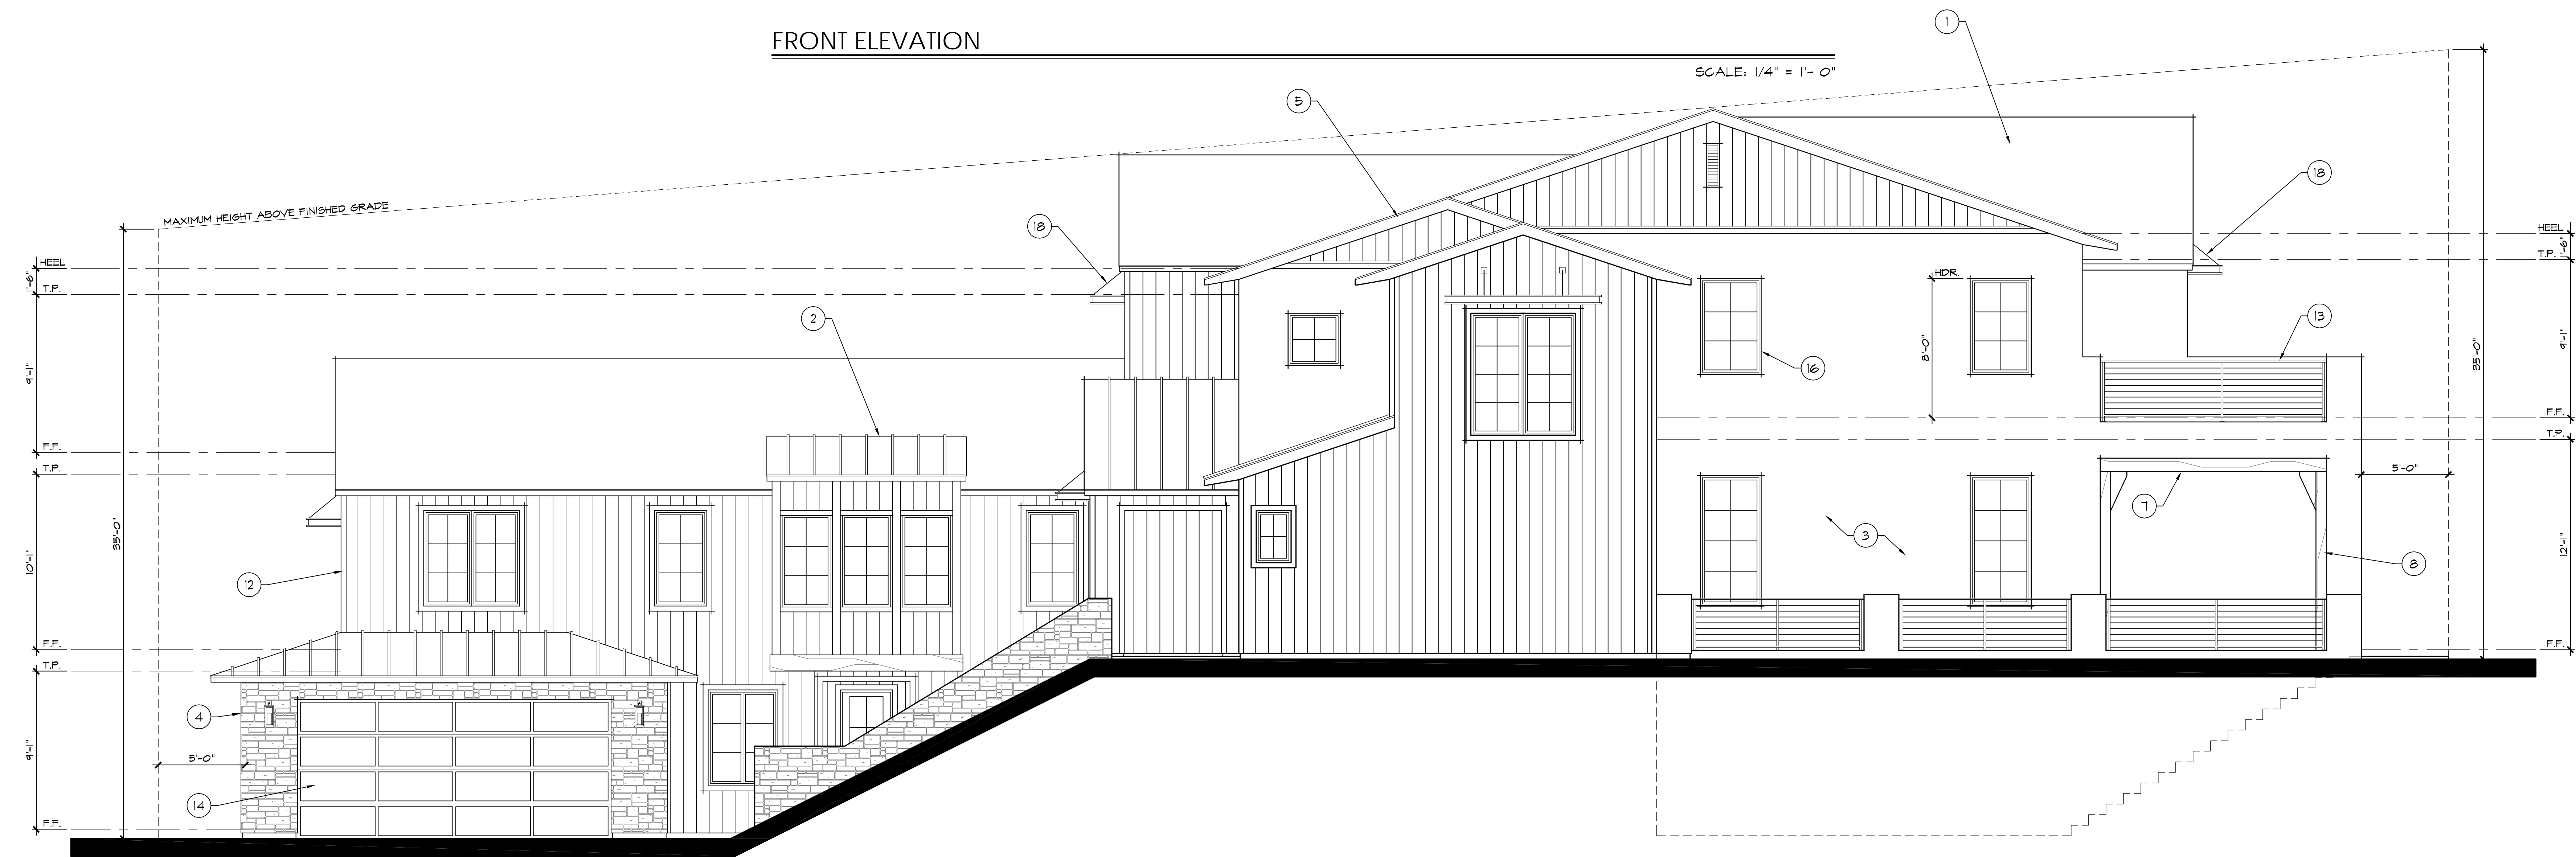 FRONT ELEVATION
SCALE: 1/4" = 1'- 0"
1
5
MAXIMUM HEIGHT ABOVE FINISHED GRADE
18
18
HEEL
HEEL
1'-6"
T.P.
1'-6"
T.P.
HDR.
2
13
16
9'-1"
8'-0"
9'-1"
35'-0"
F.F.
F.F.
T.P.
T.P.
5'-0"
7
35'-0"
3
12'-1"
10'-1"
12
8
F.F.
F.F.
T.P.
4
9'-1"
5'-0"
14
F.F.